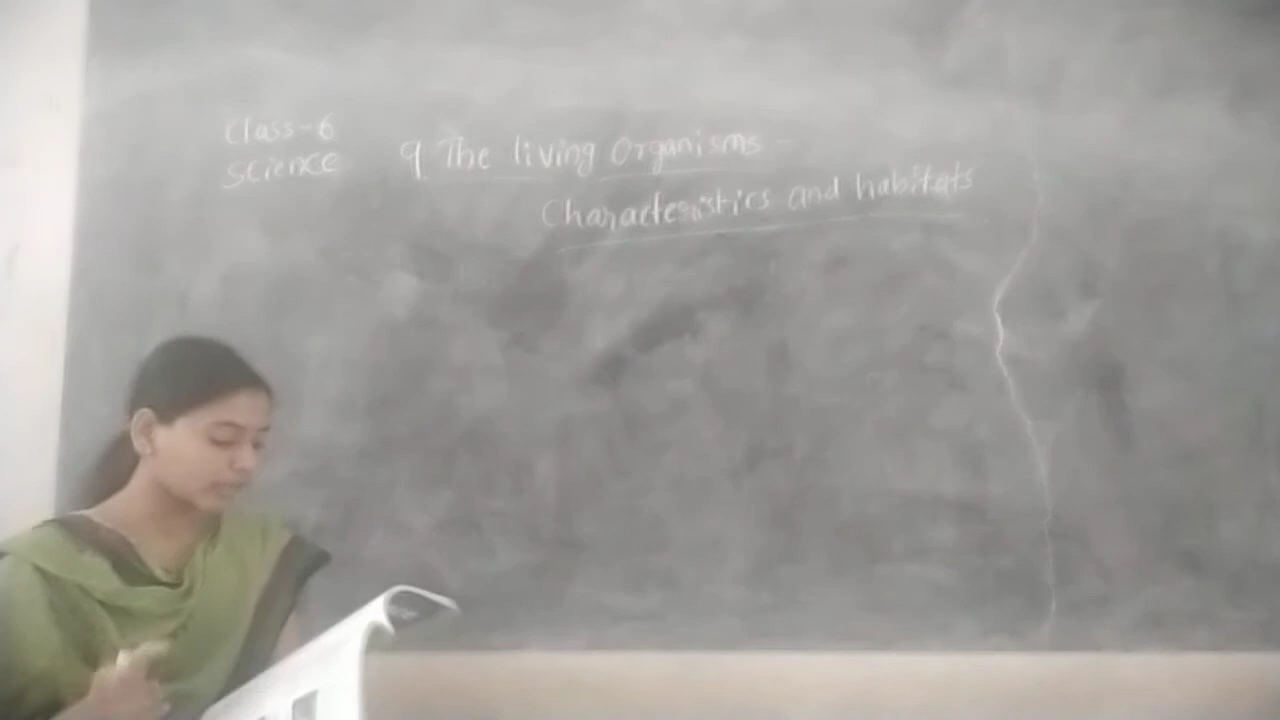 Class-6
Science
9 The living Organisms -
Characteristics and habitats